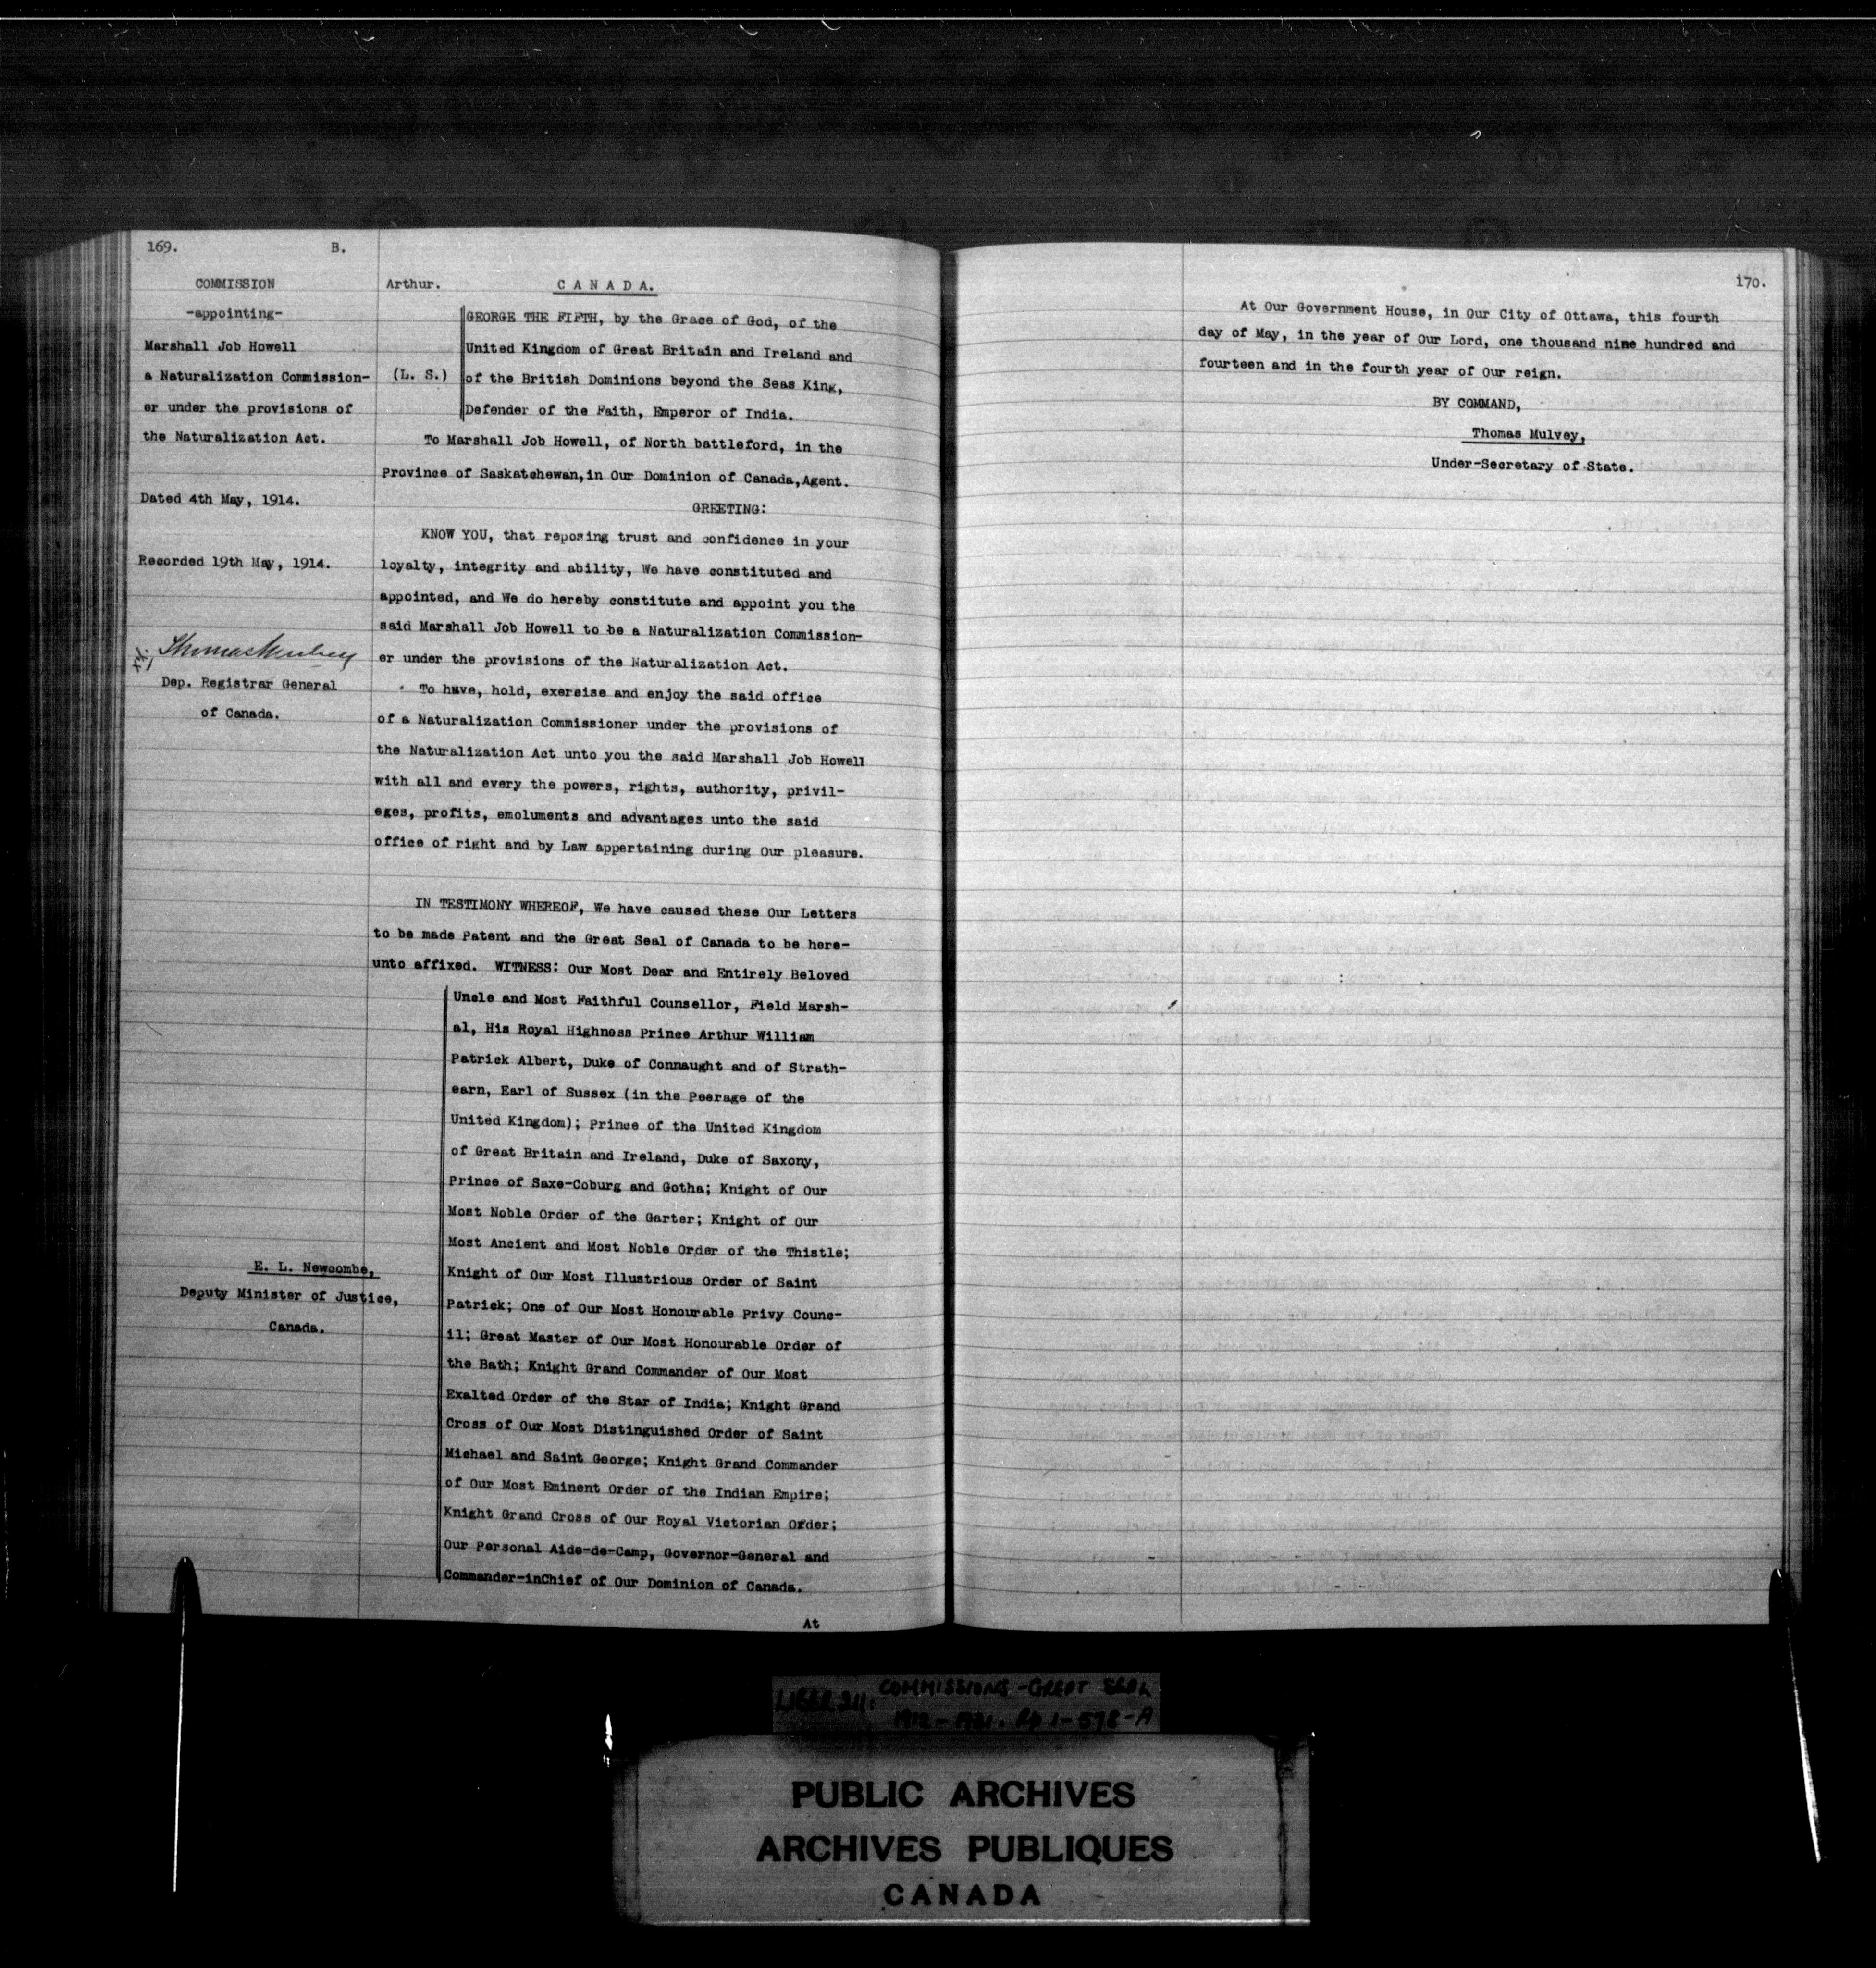 169.
B.
COMMISSION
-appointing-
Marshall Job Howell
a Naturalization Commission-
er under the provisions of
the Naturalization Act.
Dated 4th May, 1914.
Recorded 19th May, 1914.
Thomas Mulvey
Dep. Registrar General
of Canada.
E. L. Newcombe,
Deputy Minister of Justice,
Canada.
Arthur.
C A N A D A.
(L. S.)
GEORGE THE FIFTH, by the Grace of God, of the
United Kingdom of Great Britain and Ireland and
of the British Dominions beyond the Seas King,
Defender of the Faith, Emperor of India.
To Marshall Job Howell, of North battleford, in the
Province of Saskatchewan,in Our Dominion of Canada,Agent.
GREETING:
KNOW YOU, that reposing trust and confidence in your
loyalty, integrity and ability, We have constituted and
appointed, and We do hereby constitute and appoint you the
said Marshall Job Howell to be a Naturalization Commission-
er under the provisions of the Naturalization Act.
To have, hold, exercise and enjoy the said office
of a Naturalization Commissioner under the provisions of
the Naturalization Act unto you the said Marshall Job Howell
with all and every the powers, rights, authority, privil-
eges, profits, emoluments and advantages unto the said
office of right and by Law appertaining during Our pleasure.
IN TESTIMONY WHEREOF, We have caused these Our Letters
to be made Patent and the Great Seal of Canada to be here-
unto affixed. WITNESS: Our Most Dear and Entirely Beloved
Uncle and Most Faithful Counsellor, Field Marsh-
al, His Royal Highness Prince Arthur William
Patrick Albert, Duke of Connaught and of Strath-
earn, Earl of Sussex (in the Peerage of the
United Kingdom); Prince of the United Kingdom
of Great Britain and Ireland, Duke of Saxony,
Prince of Saxe-Coburg and Gotha; Knight of Our
Most Noble Order of the Garter; Knight of Our
Most Ancient and Most Noble Order of the Thistle;
Knight of Our Most Illustrious Order of Saint
Patrick; One of Our Most Honourable Privy Counc-
il; Great Master of Our Most Honourable Order of
the Bath; Knight Grand Commander of Our Most
Exalted Order of the Star of India; Knight Grand
Cross of Our Most Distinguished Order of Saint
Michael and Saint George; Knight Grand Commander
of Our Most Eminent Order of the Indian Empire;
Knight Grand Cross of Our Royal Victorian Order;
Our Personal Aide-de-Camp, Governor-General and
Commander-inChief of Our Dominion of Canada.
At
170.
At Our Government House, in Our City of Ottawa, this fourth
day of May, in the year of Our Lord, one thousand nine hundred and
fourteen and in the fourth year of Our reign.
BY COMMAND,
Thomas Mulvey,
Under-Secretary of State.
LIBER 211: COMMISSIONS - GREAT SEAL
1912-1921. Pp 1-578-A
PUBLIC ARCHIVES
ARCHIVES PUBLIQUES
CANADA